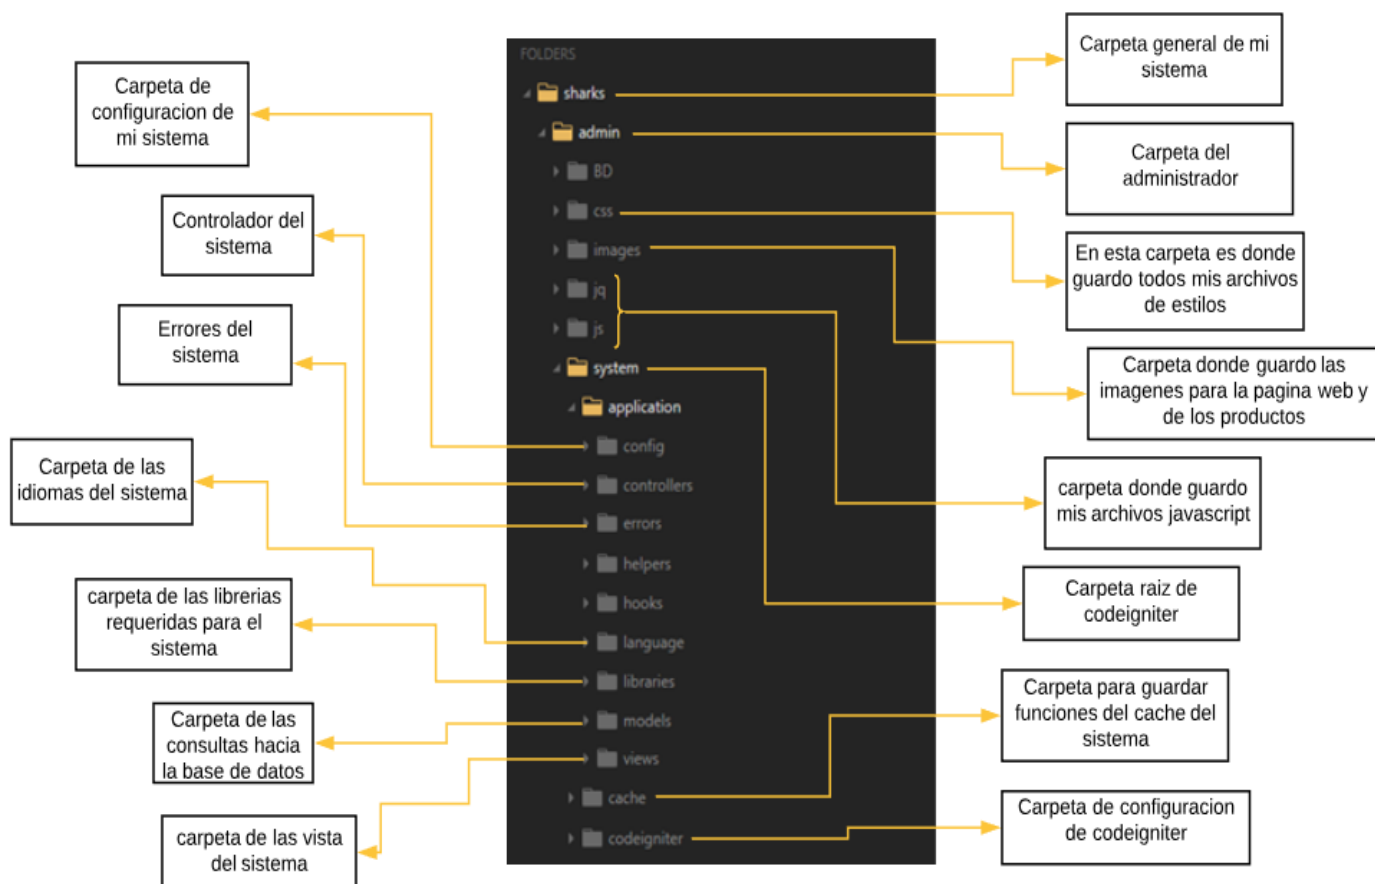 Carpeta de
configuracion de
mi sistema
Controlador del
sistema
Errores del
sistema
Carpeta de las
idiomas del sistema
carpeta de las librerias
requeridas para el
sistema
Carpeta de las
consultas hacia
la base de datos
carpeta de las vista
del sistema
FOLDERS
sharks
admin
BD
css
images
jq
js
system
application
config
controllers
errors
helpers
hooks
language
libraries
models
views
cache
codeigniter
Carpeta general de mi
sistema
Carpeta del
administrador
En esta carpeta es donde
guardo todos mis archivos
de estilos
Carpeta donde guardo las
imagenes para la pagina web y
de los productos
carpeta donde guardo
mis archivos javascript
Carpeta raiz de
codeigniter
Carpeta para guardar
funciones del cache del
sistema
Carpeta de configuracion
de codeigniter